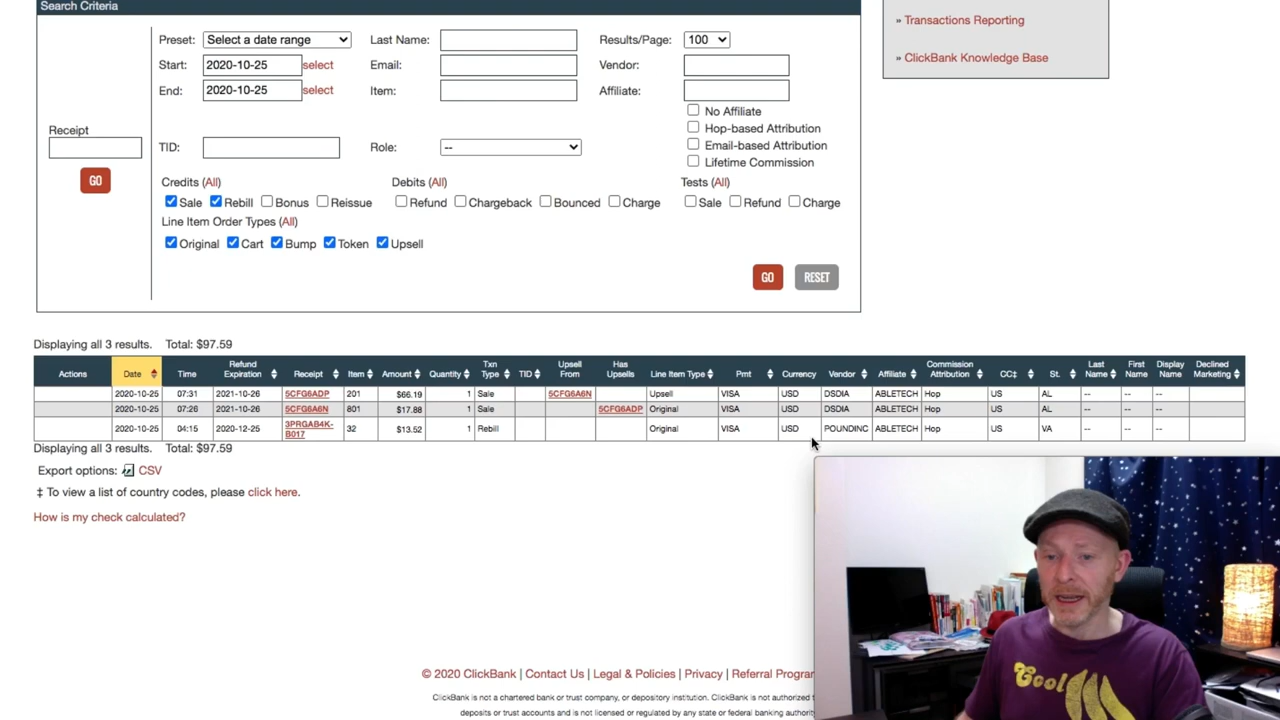 Search Criteria
» Transactions Reporting
» ClickBank Knowledge Base
Preset: Select a date range Last Name: Results/Page: 100
Start: 2020-10-25 select Email: Vendor:
End: 2020-10-25 select Item: Affiliate:
No Affiliate
Receipt Hop-based Attribution
TID: Role: -- Email-based Attribution
Lifetime Commission
GO
Credits (All) Debits (All) Tests (All)
Sale Rebill Bonus Reissue Refund Chargeback Bounced Charge Sale Refund Charge
Line Item Order Types (All)
Original Cart Bump Token Upsell
GO RESET
Displaying all 3 results. Total: $97.59
Actions Date Time Refund Expiration Receipt Item Amount Quantity Txn Type TID Upsell From Has Upsells Line Item Type Pmt Currency Vendor Affiliate Commission Attribution CC‡ St. Last Name First Name Display Name Declined Marketing
2020-10-25 07:31 2021-10-26 5CFG6ADP 201 $66.19 1 Sale 5CFG6A6N Upsell VISA USD DSDIA ABLETECH Hop US AL -- -- --
2020-10-25 07:26 2021-10-26 5CFG6A6N 801 $17.88 1 Sale 5CFG6ADP Original VISA USD DSDIA ABLETECH Hop US AL -- -- --
2020-10-25 04:15 2020-12-25 3PRGAB4K-B017 32 $13.52 1 Rebill Original VISA USD POUNDINC ABLETECH Hop US VA -- -- --
Displaying all 3 results. Total: $97.59
Export options: CSV
‡ To view a list of country codes, please click here.
How is my check calculated?
© 2020 ClickBank | Contact Us | Legal & Policies | Privacy | Referral Program
ClickBank is not a chartered bank or trust company, or depository institution. ClickBank is not authorized
deposits or trust accounts and is not licensed or regulated by any state or federal banking authority
Cool